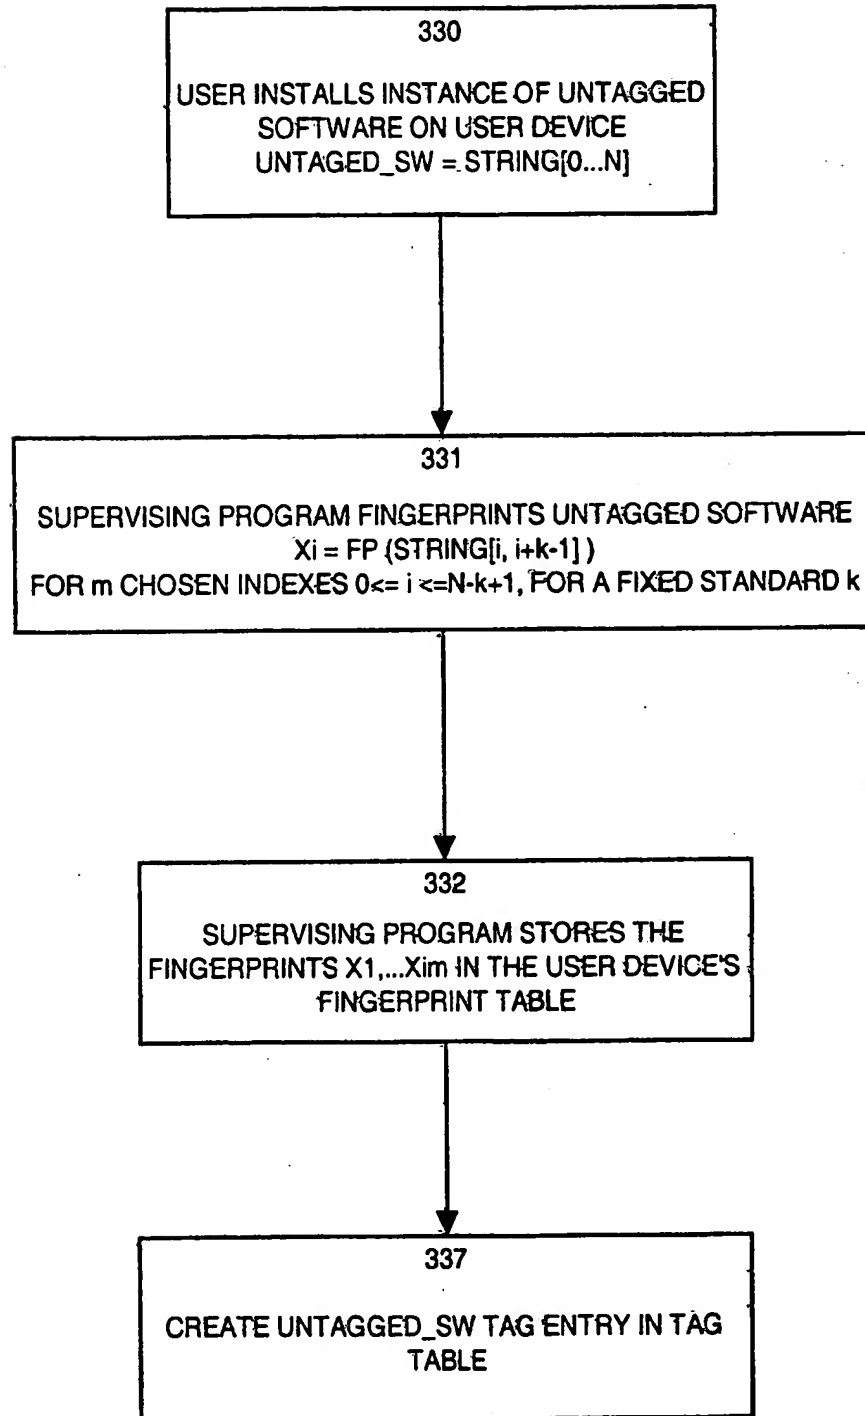 330
USER INSTALLS INSTANCE OF UNTAGGED
SOFTWARE ON USER DEVICE
UNTAGED_SW = STRING[0...N]
331
SUPERVISING PROGRAM FINGERPRINTS UNTAGGED SOFTWARE
Xi = FP (STRING[i, i+k-1] )
FOR m CHOSEN INDEXES 0<= i <=N-k+1, FOR A FIXED STANDARD k
332
SUPERVISING PROGRAM STORES THE
FINGERPRINTS X1,...Xim IN THE USER DEVICE'S
FINGERPRINT TABLE
337
CREATE UNTAGGED_SW TAG ENTRY IN TAG
TABLE